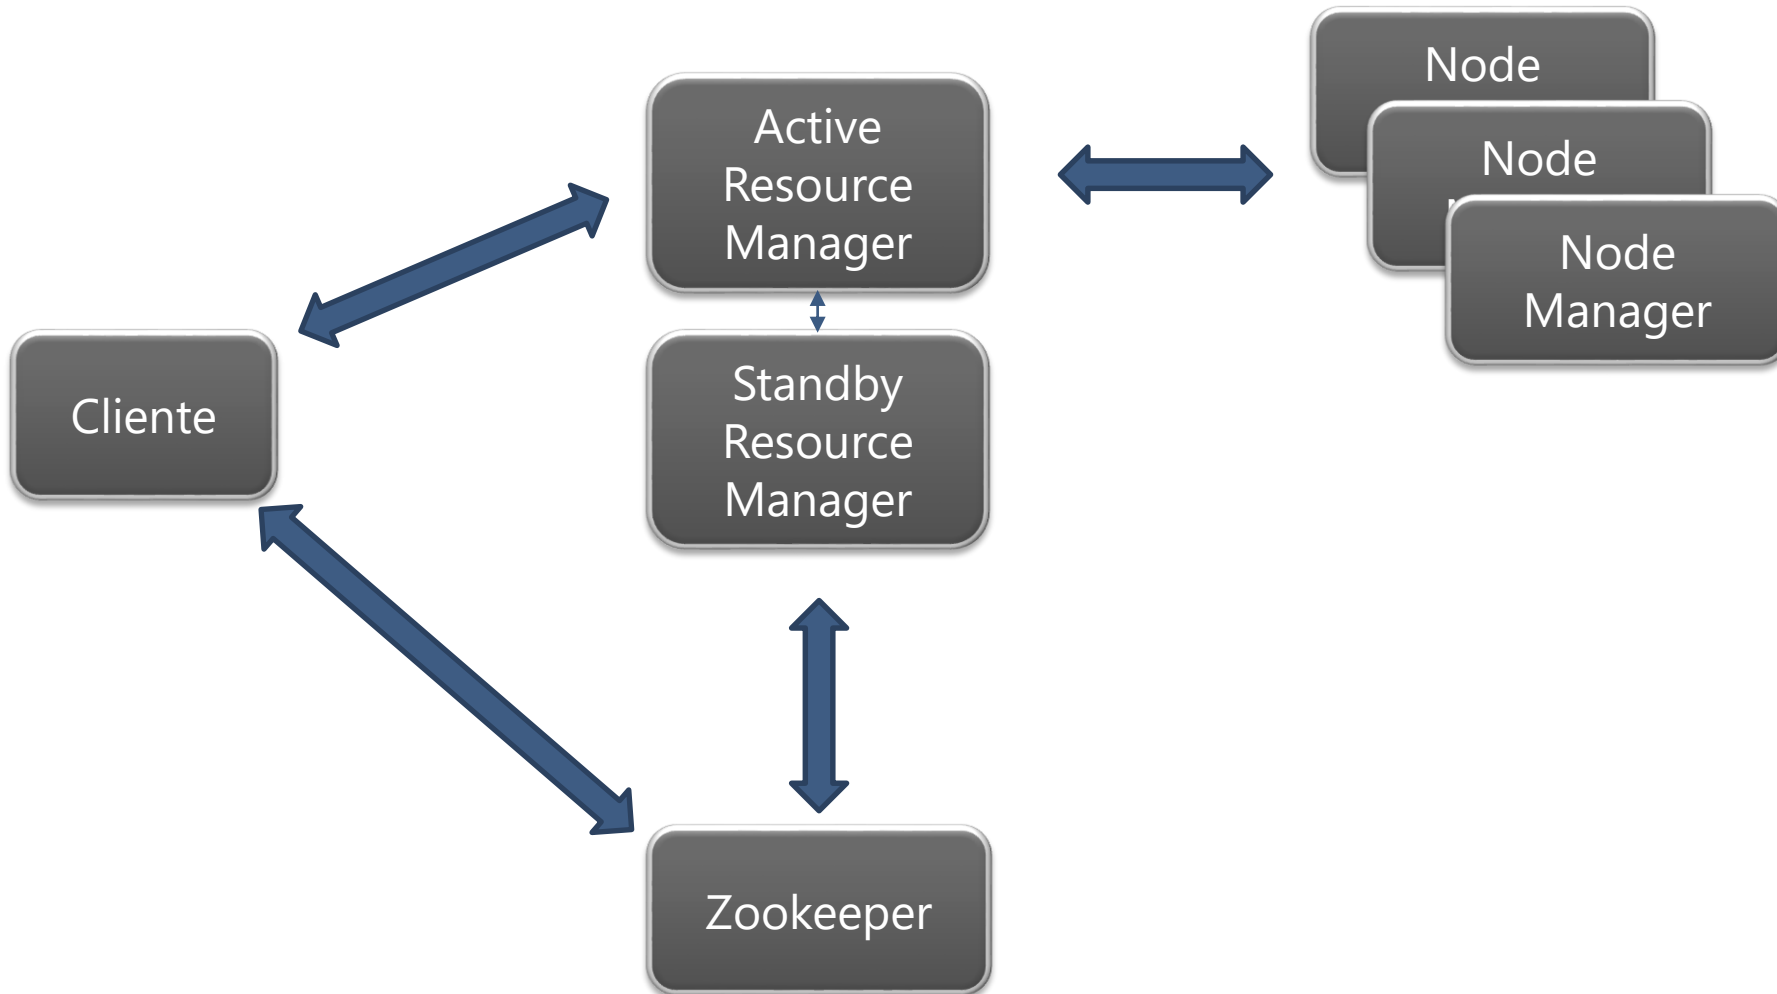 Active
Resource
Manager
Node
Node
Node
Manager
Cliente
Standby
Resource
Manager
Zookeeper